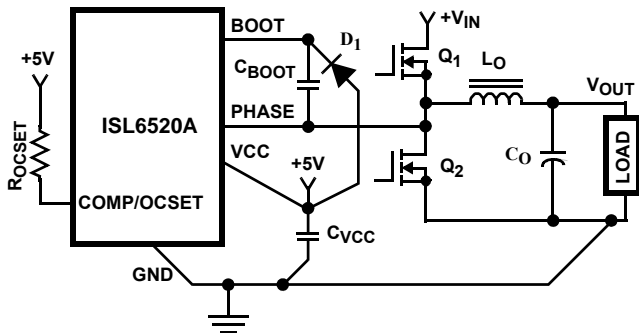 BOOT
D1
+VIN
+5V
CBOOT
Q1
LO
VOUT
ISL6520A
PHASE
VCC
ROCSET
+5V
Q2
CO
LOAD
COMP/OCSET
CVCC
GND